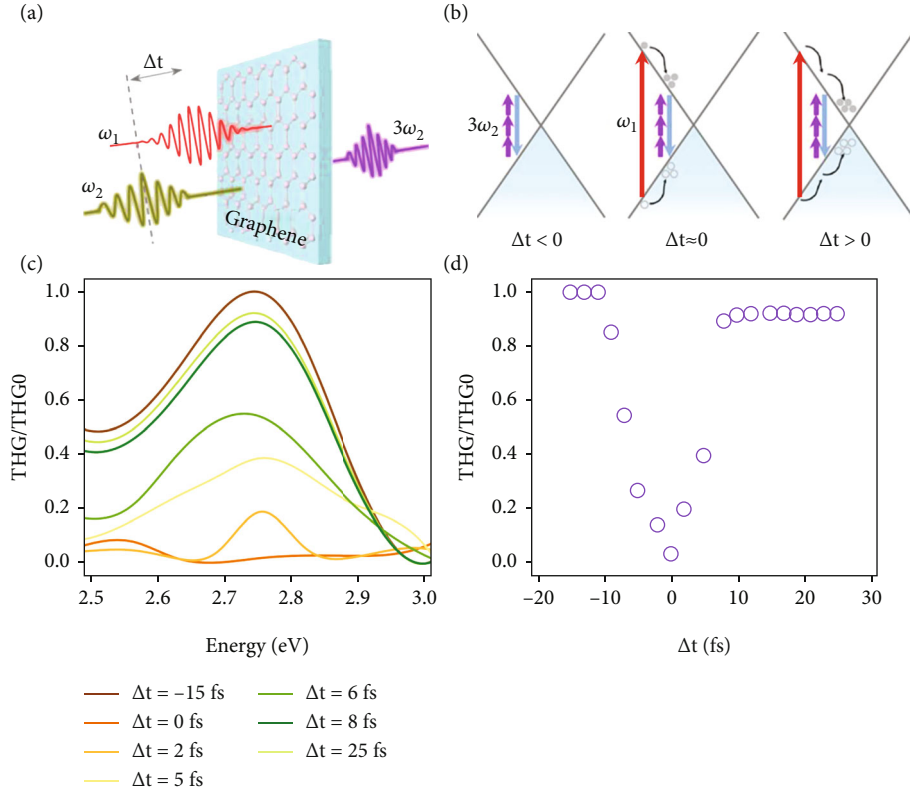 (a)
Δt
ω1
ω2
3ω2
Graphene
(b)
3ω2
ω1
Δt < 0
Δt≈0
Δt > 0
(c)
THG/THG0
1.0
0.8
0.6
0.4
0.2
0.0
2.5 2.6 2.7 2.8 2.9 3.0
Energy (eV)
Δt = –15 fs
Δt = 0 fs
Δt = 2 fs
Δt = 5 fs
Δt = 6 fs
Δt = 8 fs
Δt = 25 fs
(d)
THG/THG0
1.0
0.8
0.6
0.4
0.2
0.0
–20 –10 0 10 20 30
Δt (fs)